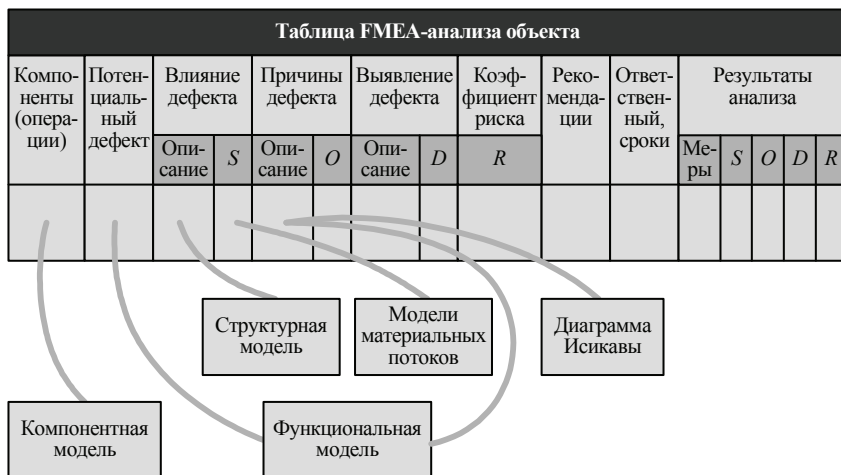 Таблица FMEA-анализа объекта
Компо-
ненты
(опера-
ции)
Потен-
циаль-
ный
дефект
Влияние
дефекта
Причины
дефекта
Выявление
дефекта
Коэф-
фициент
риска
Реко-
менда-
ции
Ответ-
ствен-
ный,
сроки
Результаты
анализа
Опи-
сание
S
Опи-
сание
O
Опи-
сание
D
R
Ме-
ры
S
O
D
R
Структурная
модель
Модели
материальных
потоков
Диаграмма
Исикавы
Компонентная
модель
Функциональная
модель